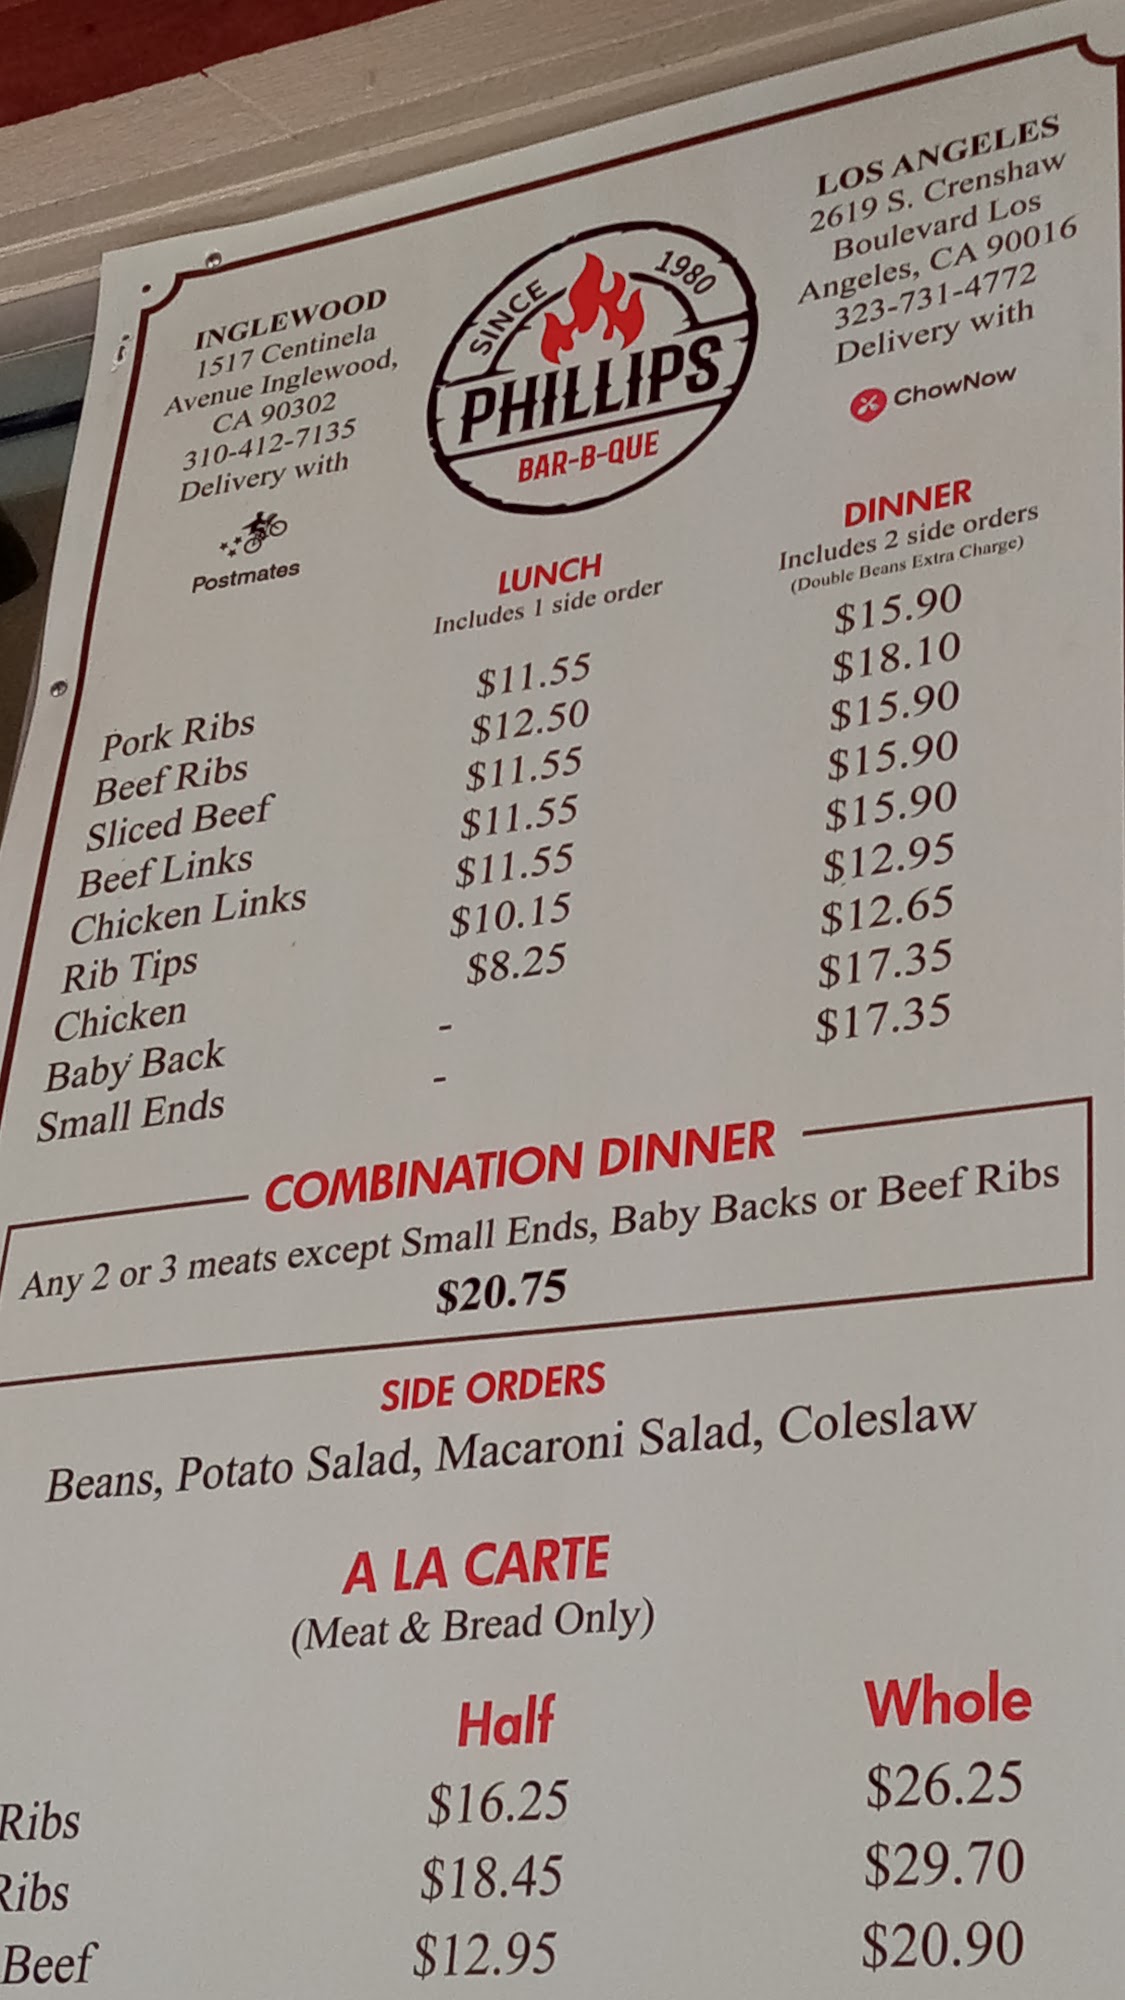 INGLEWOOD
1517 Centinela
Avenue Inglewood,
CA 90302
310-412-7135
Delivery with
Postmates
SINCE 1980
PHILLIPS
BAR-B-QUE
LOS ANGELES
2619 S. Crenshaw
Boulevard Los
Angeles, CA 90016
323-731-4772
Delivery with
ChowNow
LUNCH
Includes 1 side order
DINNER
Includes 2 side orders
(Double Beans Extra Charge)
Pork Ribs $11.55 $15.90
Beef Ribs $12.50 $18.10
Sliced Beef $11.55 $15.90
Beef Links $11.55 $15.90
Chicken Links $11.55 $15.90
Rib Tips $10.15 $12.95
Chicken $8.25 $12.65
Baby Back - $17.35
Small Ends - $17.35
COMBINATION DINNER
Any 2 or 3 meats except Small Ends, Baby Backs or Beef Ribs
$20.75
SIDE ORDERS
Beans, Potato Salad, Macaroni Salad, Coleslaw
A LA CARTE
(Meat & Bread Only)
Half Whole
Ribs $16.25 $26.25
Ribs $18.45 $29.70
Beef $12.95 $20.90